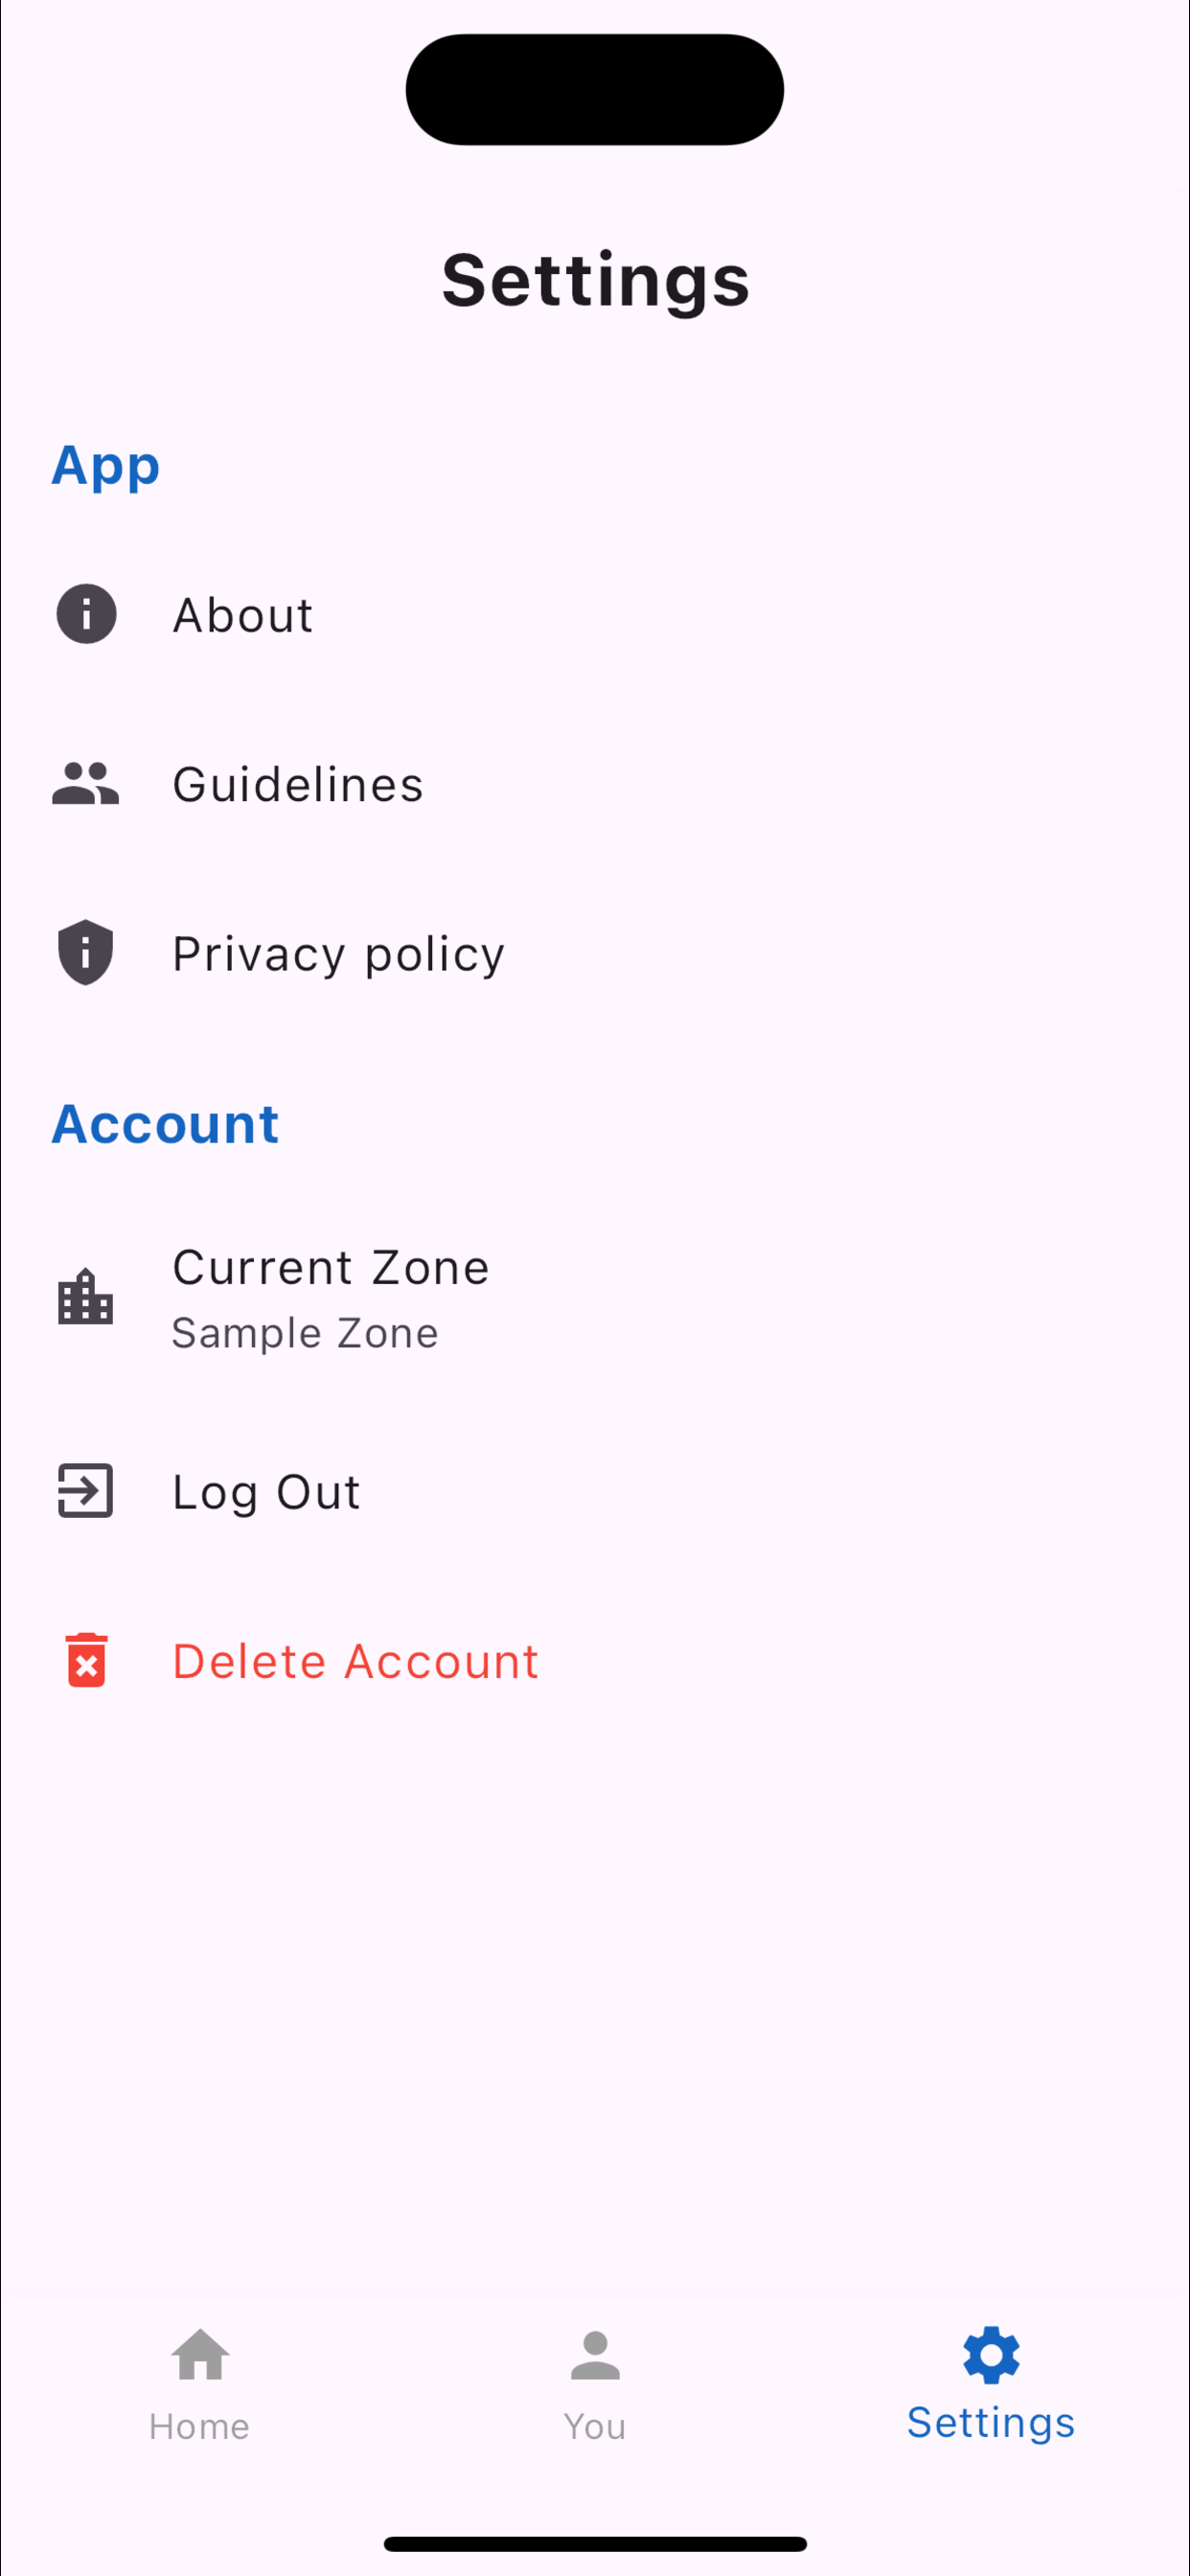 Settings
App
About
Guidelines
Privacy policy
Account
Current Zone
Sample Zone
Log Out
Delete Account
Home
You
Settings